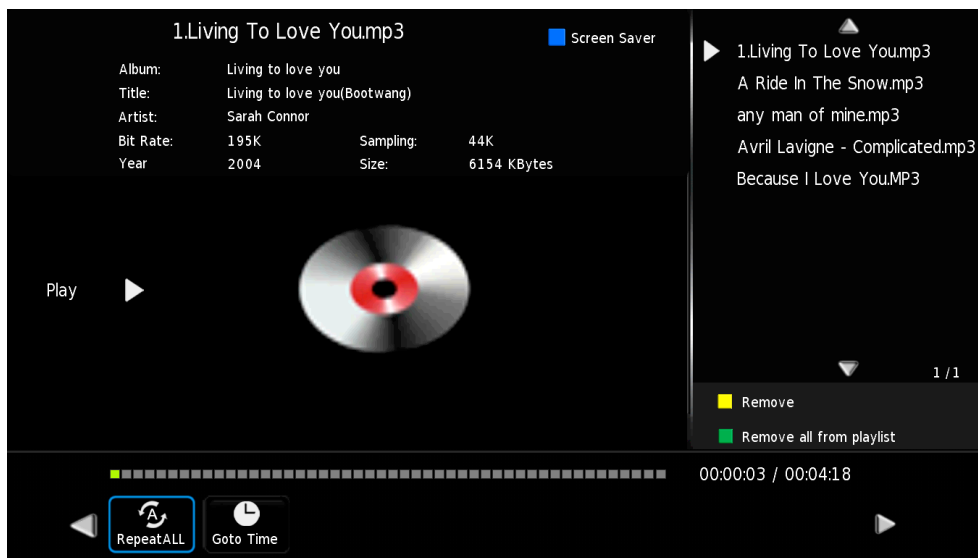 1.Living To Love You.mp3
Screen Saver
Album: Living to love you
Title: Living to love you(Bootwang)
Artist: Sarah Connor
Bit Rate: 195K Sampling: 44K
Year 2004 Size: 6154 KBytes
Play
1.Living To Love You.mp3
A Ride In The Snow.mp3
any man of mine.mp3
Avril Lavigne - Complicated.mp3
Because I Love You.MP3
1 / 1
Remove
Remove all from playlist
00:00:03 / 00:04:18
A
RepeatALL
Goto Time